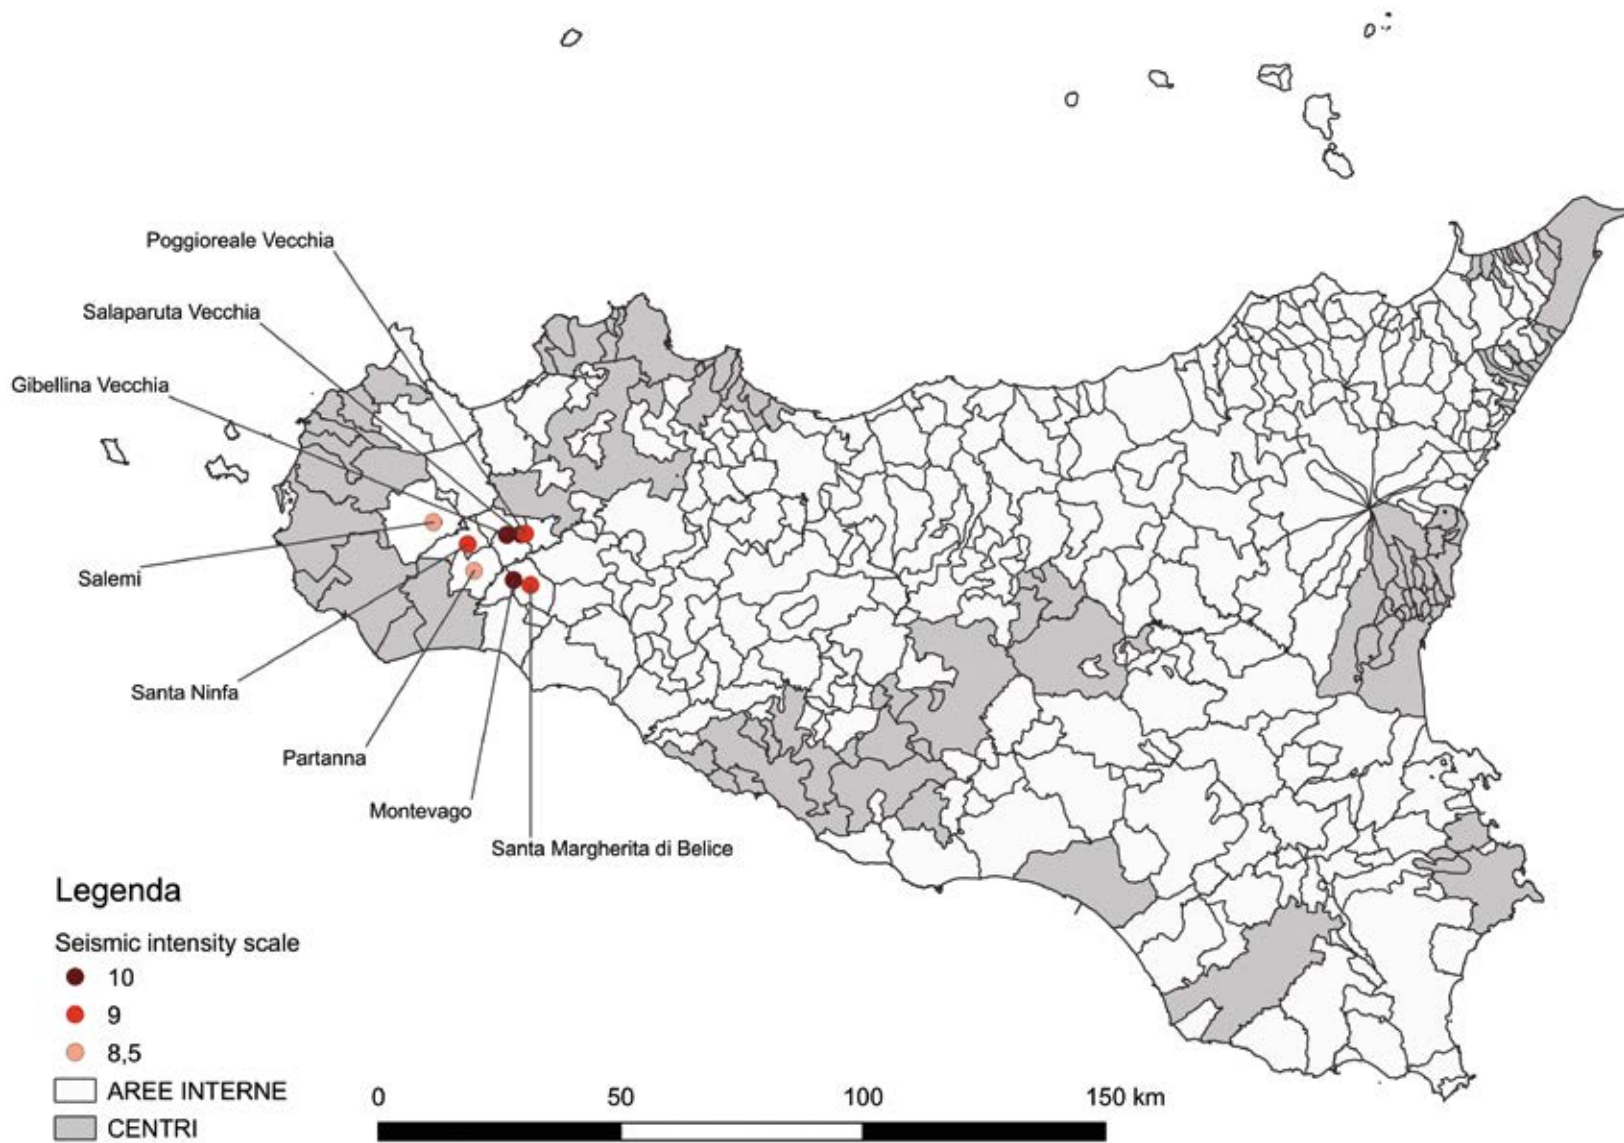 Poggioreale Vecchia
Salaparuta Vecchia
Gibellina Vecchia
Salemi
Santa Ninfa
Partanna
Montevago
Santa Margherita di Belice
Legenda
Seismic intensity scale
10
9
8,5
AREE INTERNE
CENTRI
0 50 100 150 km